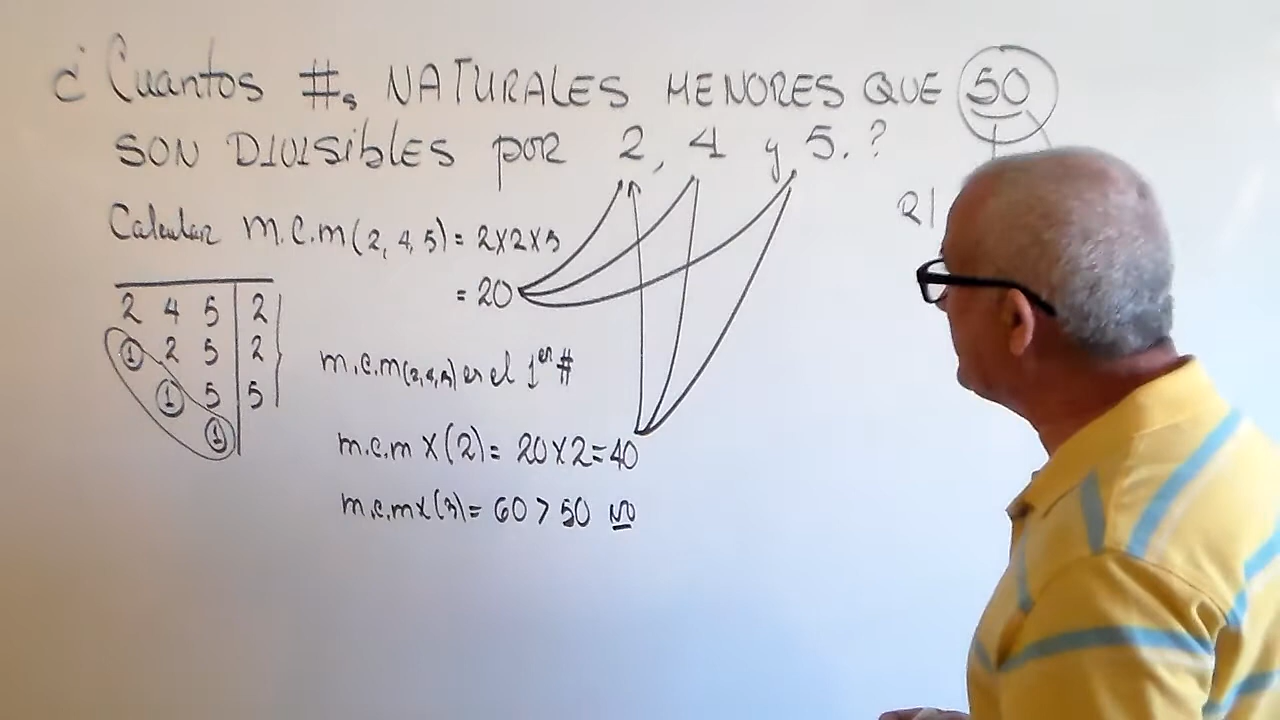 ¿Cuantos #s NATURALES MENORES QUE 50
SON DIVISIBLES por 2, 4 y 5.?
R|
Calcular m.c.m(2, 4, 5) = 2x2x5
= 20
2 4 5 | 2
1 2 5 | 2
1 5 | 5
1
m.c.m(2,4,5) es el 1er #
m.c.m x (2) = 20 x 2 = 40
m.c.m x (3) = 60 > 50 NO